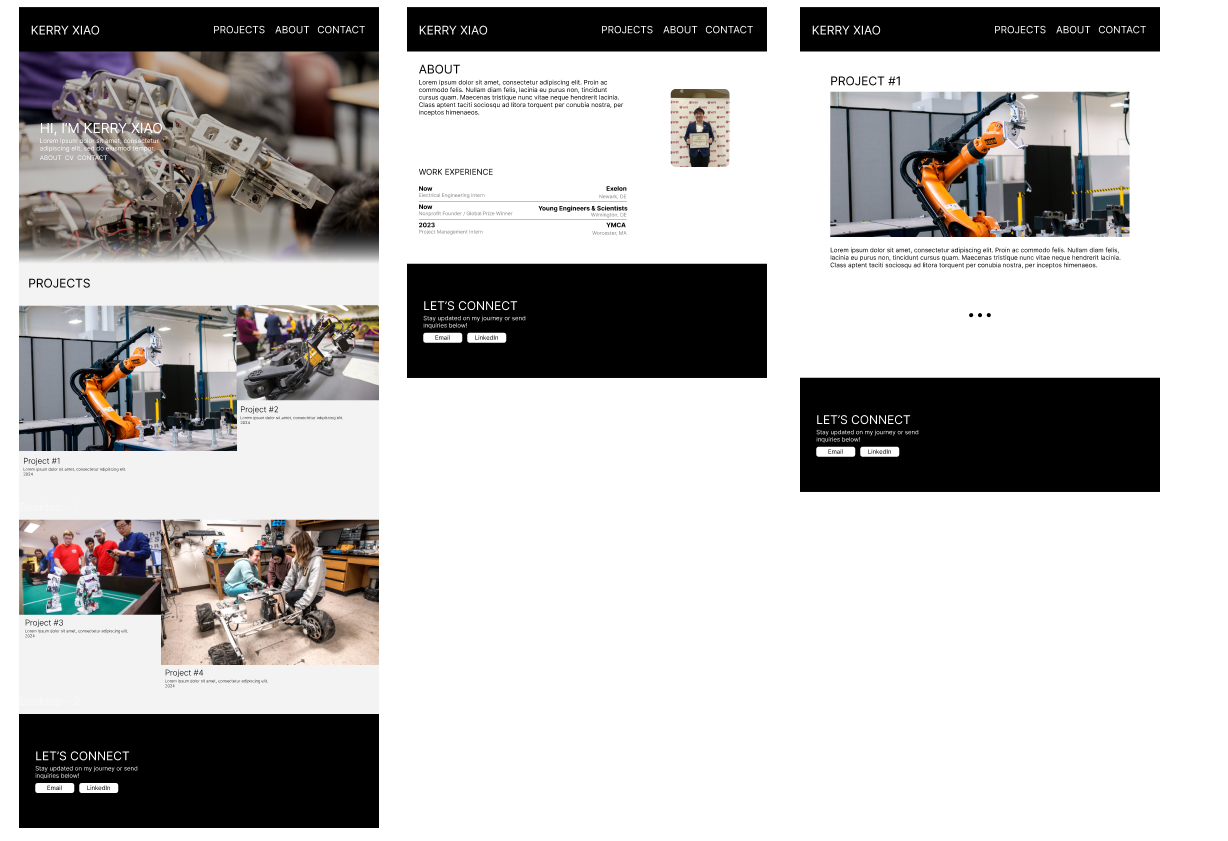 KERRY XIAO
PROJECTS ABOUT CONTACT
HI, I'M KERRY XIAO
Lorem ipsum dolor sit amet, consectetur
adipiscing elit, sed do eiusmod tempor.
ABOUT CV CONTACT
PROJECTS
Project #1
Lorem ipsum dolor sit amet, consectetur adipiscing elit.
2024
Project #2
Lorem ipsum dolor sit amet, consectetur adipiscing elit.
2024
Project #3
Lorem ipsum dolor sit amet, consectetur adipiscing elit.
2024
Project #4
Lorem ipsum dolor sit amet, consectetur adipiscing elit.
2024
LET'S CONNECT
Stay updated on my journey or send
inquiries below!
Email LinkedIn
KERRY XIAO
PROJECTS ABOUT CONTACT
ABOUT
Lorem ipsum dolor sit amet, consectetur adipiscing elit. Proin ac
commodo felis. Nullam diam felis, lacinia eu purus non, tincidunt
cursus quam. Maecenas tristique nunc vitae neque hendrerit lacinia.
Class aptent taciti sociosqu ad litora torquent per conubia nostra, per
inceptos himenaeos.
WORK EXPERIENCE
Now Exelon
Electrical Engineering Intern Newark, DE
Now Young Engineers & Scientists
Nonprofit Founder / Global Prize Winner Wilmington, DE
2023 YMCA
Project Management Intern Worcester, MA
LET'S CONNECT
Stay updated on my journey or send
inquiries below!
Email LinkedIn
KERRY XIAO
PROJECTS ABOUT CONTACT
PROJECT #1
Lorem ipsum dolor sit amet, consectetur adipiscing elit. Proin ac commodo felis. Nullam diam felis,
lacinia eu purus non, tincidunt cursus quam. Maecenas tristique nunc vitae neque hendrerit lacinia.
Class aptent taciti sociosqu ad litora torquent per conubia nostra, per inceptos himenaeos.
LET'S CONNECT
Stay updated on my journey or send
inquiries below!
Email LinkedIn